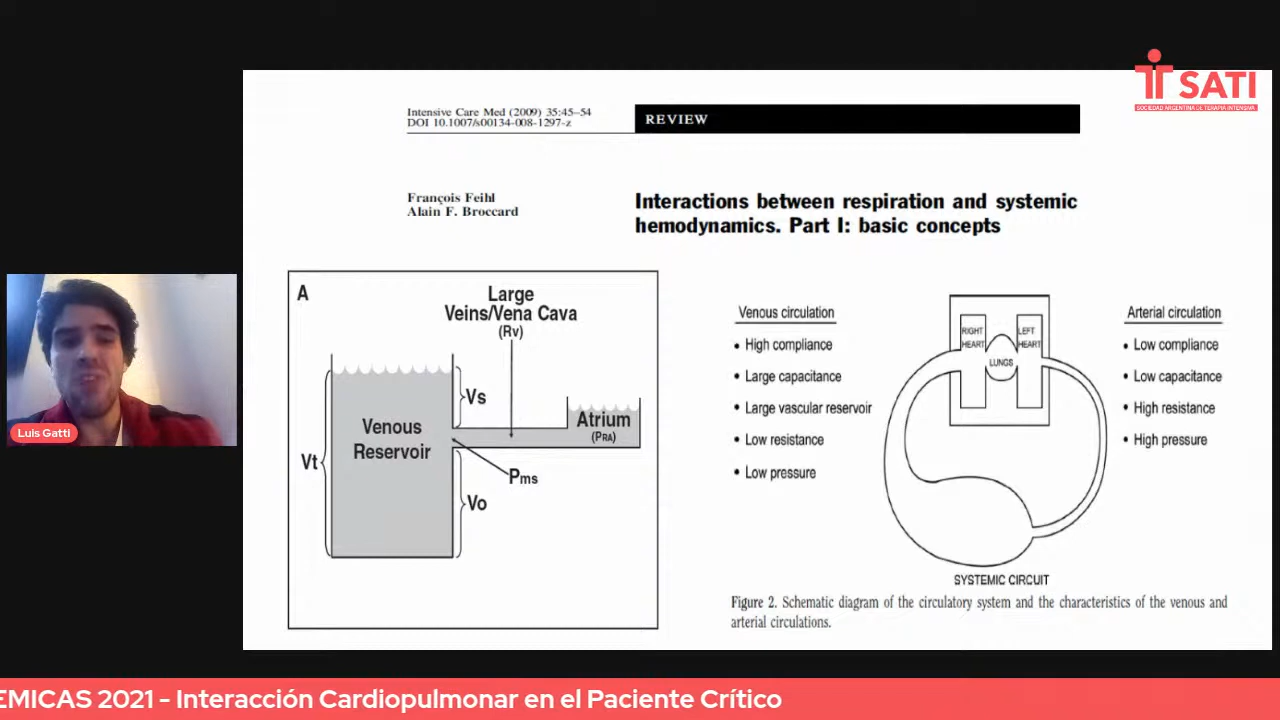 SATI
SOCIEDAD ARGENTINA DE TERAPIA INTENSIVA
Intensive Care Med (2009) 35:45–54
DOI 10.1007/s00134-008-1297-z
REVIEW
François Feihl
Alain F. Broccard
Interactions between respiration and systemic
hemodynamics. Part I: basic concepts
A
Large
Veins/Vena Cava
(Rv)
Vs
Venous
Reservoir
Atrium
(PRA)
Vt
Pms
Vo
Venous circulation
• High compliance
• Large capacitance
• Large vascular reservoir
• Low resistance
• Low pressure
RIGHT
HEART
LEFT
HEART
LUNGS
Arterial circulation
• Low compliance
• Low capacitance
• High resistance
• High pressure
SYSTEMIC CIRCUIT
Figure 2. Schematic diagram of the circulatory system and the characteristics of the venous and
arterial circulations.
Luis Gatti
EMICAS 2021 - Interacción Cardiopulmonar en el Paciente Crítico